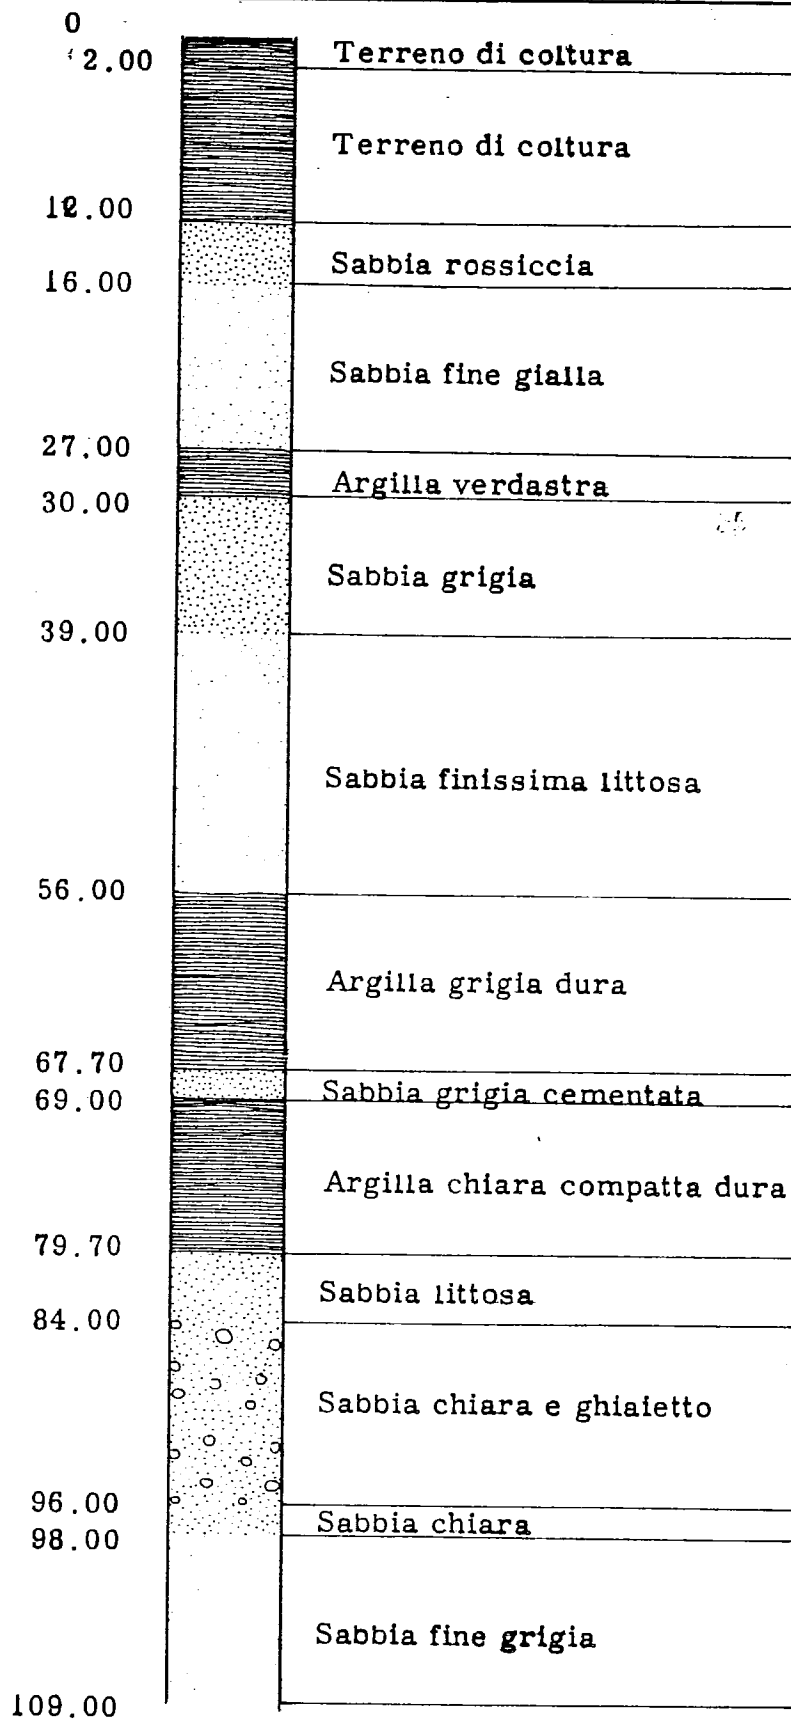 0
2.00
Terreno di coltura
Terreno di coltura
12.00
Sabbia rossiccia
16.00
Sabbia fine gialla
27.00
Argilla verdastra
30.00
Sabbia grigia
39.00
Sabbia finissima littosa
56.00
Argilla grigia dura
67.70
Sabbia grigia cementata
69.00
Argilla chiara compatta dura
79.70
Sabbia littosa
84.00
Sabbia chiara e ghiaietto
96.00
Sabbia chiara
98.00
Sabbia fine grigia
109.00